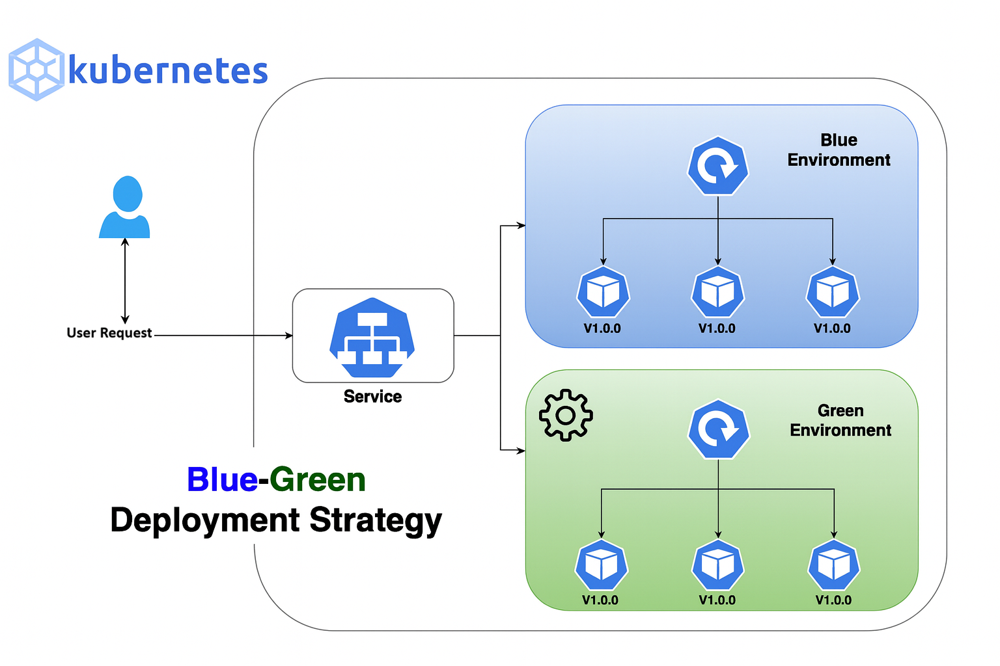 kubernetes
Blue
Environment
V1.0.0
V1.0.0
V1.0.0
User Request
Service
Green
Environment
V1.0.0
V1.0.0
V1.0.0
Blue-Green
Deployment Strategy